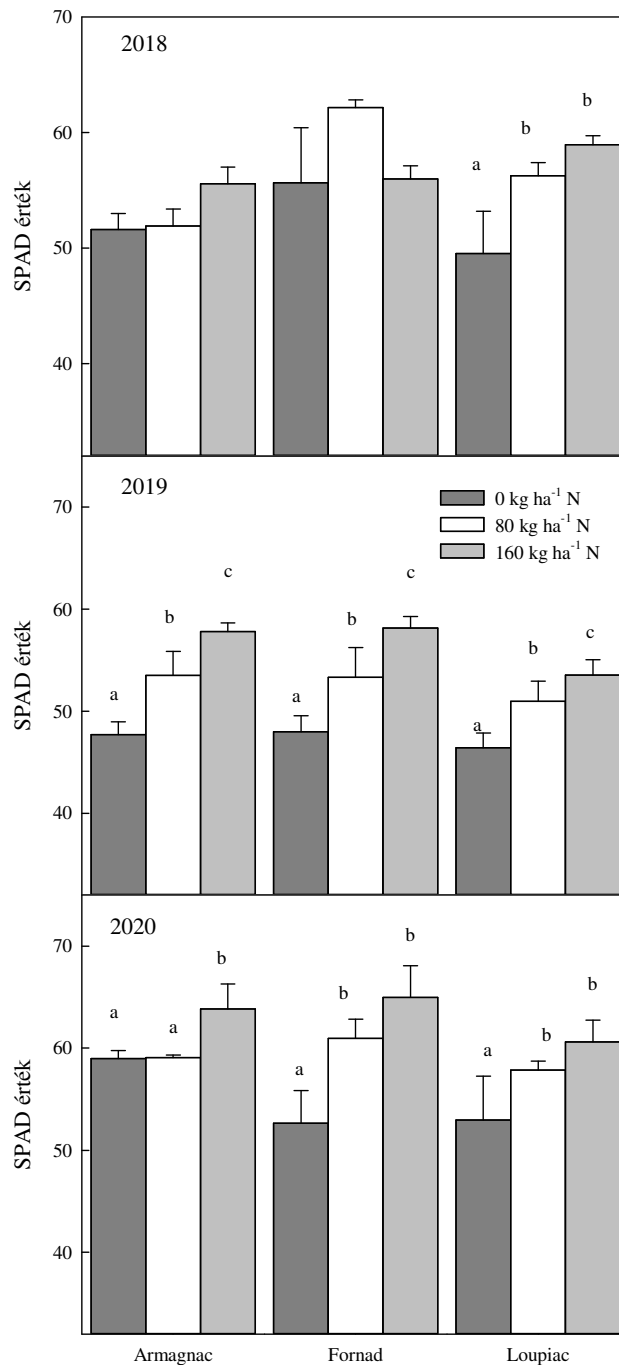 70
2018
60
b
b
a
50
40
SPAD érték
70
2019
0 kg ha⁻¹ N
80 kg ha⁻¹ N
160 kg ha⁻¹ N
60
c
c
b
b
c
b
a
a
a
50
40
SPAD érték
70
2020
b
b
b
b
b
a
a
a
a
60
50
40
SPAD érték
Armagnac Fornad Loupiac